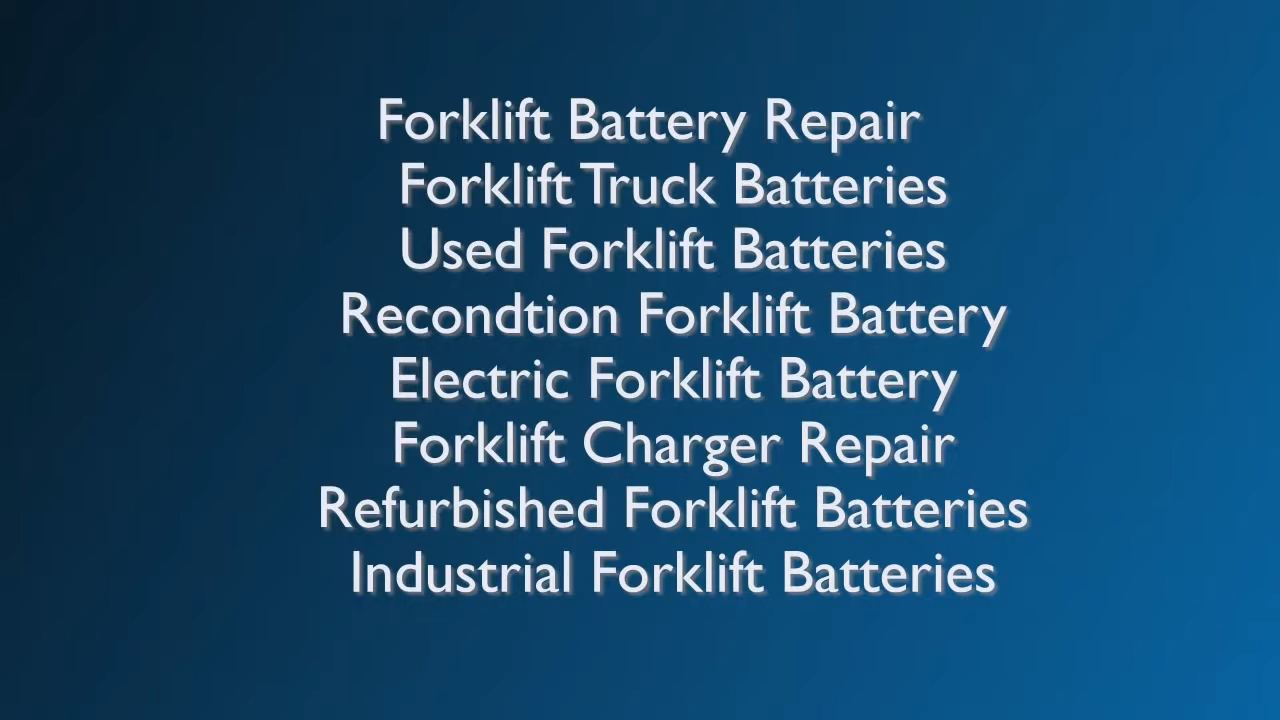 Forklift Battery Repair
Forklift Truck Batteries
Used Forklift Batteries
Recondtion Forklift Battery
Electric Forklift Battery
Forklift Charger Repair
Refurbished Forklift Batteries
Industrial Forklift Batteries